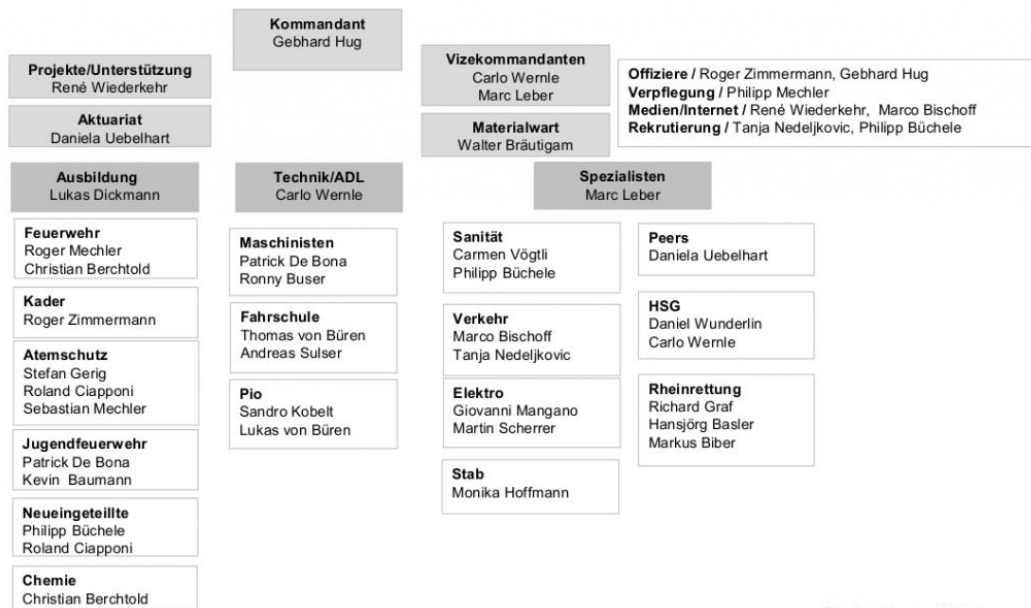 Kommandant
Gebhard Hug
Projekte/Unterstützung
René Wiederkehr
Aktuariat
Daniela Uebelhart
Vizekommandanten
Carlo Wernle
Marc Leber
Materialwart
Walter Bräutigam
Offiziere / Roger Zimmermann, Gebhard Hug
Verpflegung / Philipp Mechler
Medien/Internet / René Wiederkehr, Marco Bischoff
Rekrutierung / Tanja Nedeljkovic, Philipp Büchele
Ausbildung
Lukas Dickmann
Feuerwehr
Roger Mechler
Christian Berchtold
Kader
Roger Zimmermann
Atemschutz
Stefan Gerig
Roland Ciapponi
Sebastian Mechler
Jugendfeuerwehr
Patrick De Bona
Kevin Baumann
Neueingeteillte
Philipp Büchele
Roland Ciapponi
Chemie
Christian Berchtold
Technik/ADL
Carlo Wernle
Maschinisten
Patrick De Bona
Ronny Buser
Fahrschule
Thomas von Büren
Andreas Sulser
Pio
Sandro Kobelt
Lukas von Büren
Spezialisten
Marc Leber
Sanität
Carmen Vögtli
Philipp Büchele
Verkehr
Marco Bischoff
Tanja Nedeljkovic
Elektro
Giovanni Mangano
Martin Scherrer
Stab
Monika Hoffmann
Peers
Daniela Uebelhart
HSG
Daniel Wunderlin
Carlo Wernle
Rheinrettung
Richard Graf
Hansjörg Basler
Markus Biber